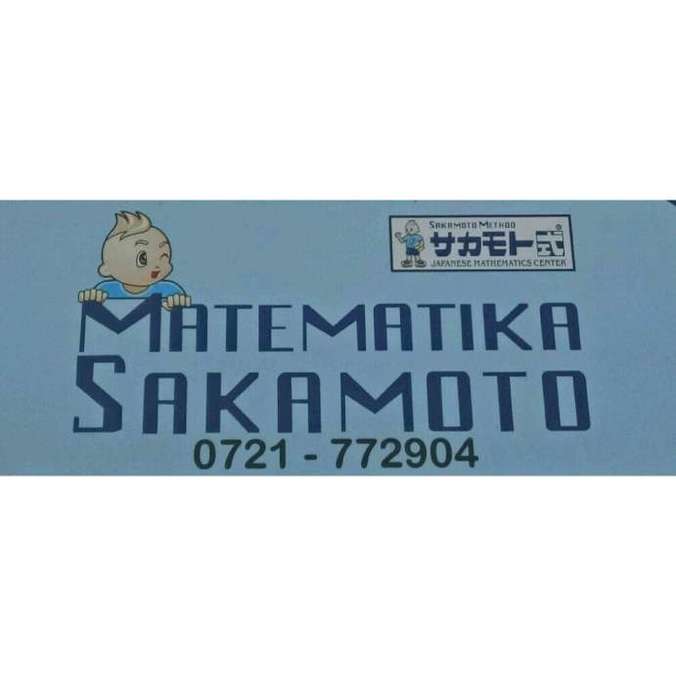 SAKAMOTO METHOD
サカモト式
JAPANESE MATHEMATICS CENTER
MATEMATIKA
SAKAMOTO
0721 - 772904